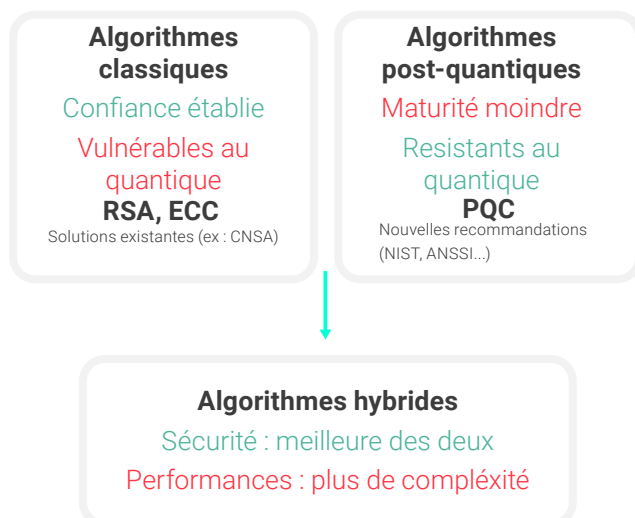 Algorithmes
classiques
Confiance établie
Vulnérables au
quantique
RSA, ECC
Solutions existantes (ex : CNSA)
Algorithmes
post-quantiques
Maturité moindre
Resistants au
quantique
PQC
Nouvelles recommandations
(NIST, ANSSI...)
Algorithmes hybrides
Sécurité : meilleure des deux
Performances : plus de compléxité